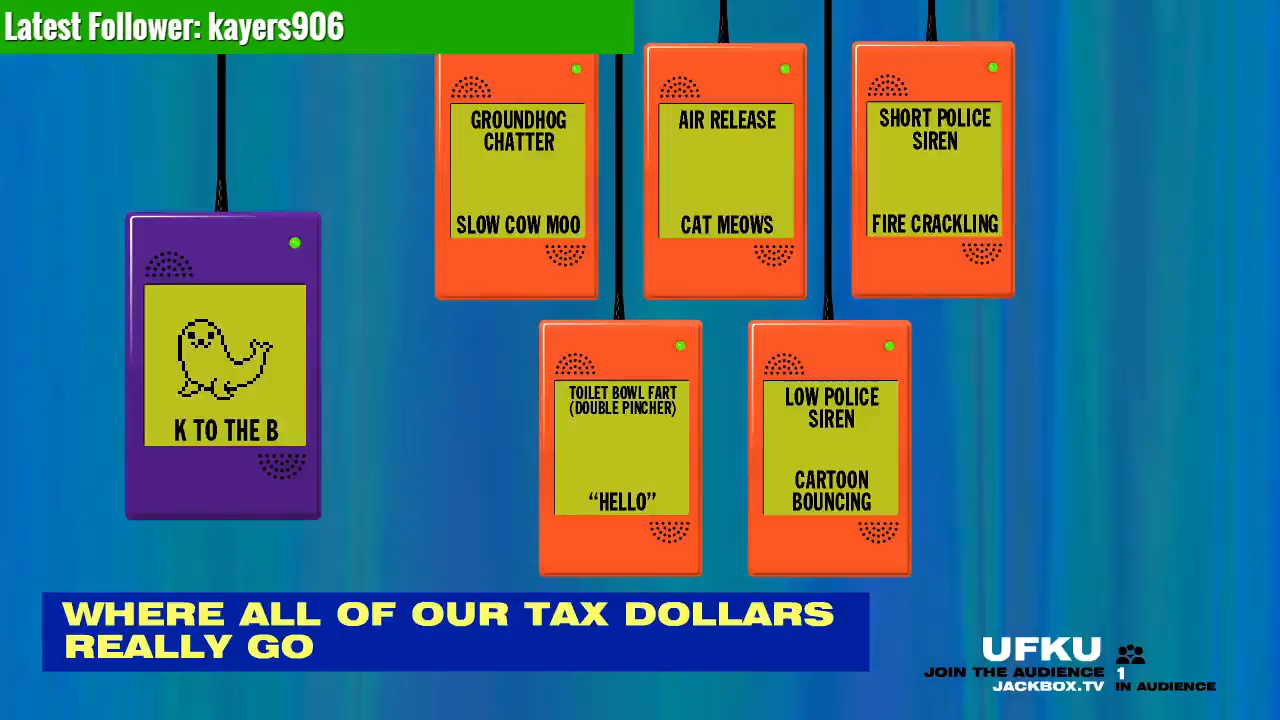 Latest Follower: kayers906
GROUNDHOG
CHATTER
SLOW COW MOO
AIR RELEASE
CAT MEOWS
SHORT POLICE
SIREN
FIRE CRACKLING
K TO THE B
TOILET BOWL FART
(DOUBLE PINCHER)
“HELLO”
LOW POLICE
SIREN
CARTOON
BOUNCING
WHERE ALL OF OUR TAX DOLLARS
REALLY GO
UFKU
JOIN THE AUDIENCE
JACKBOX.TV
1
IN AUDIENCE